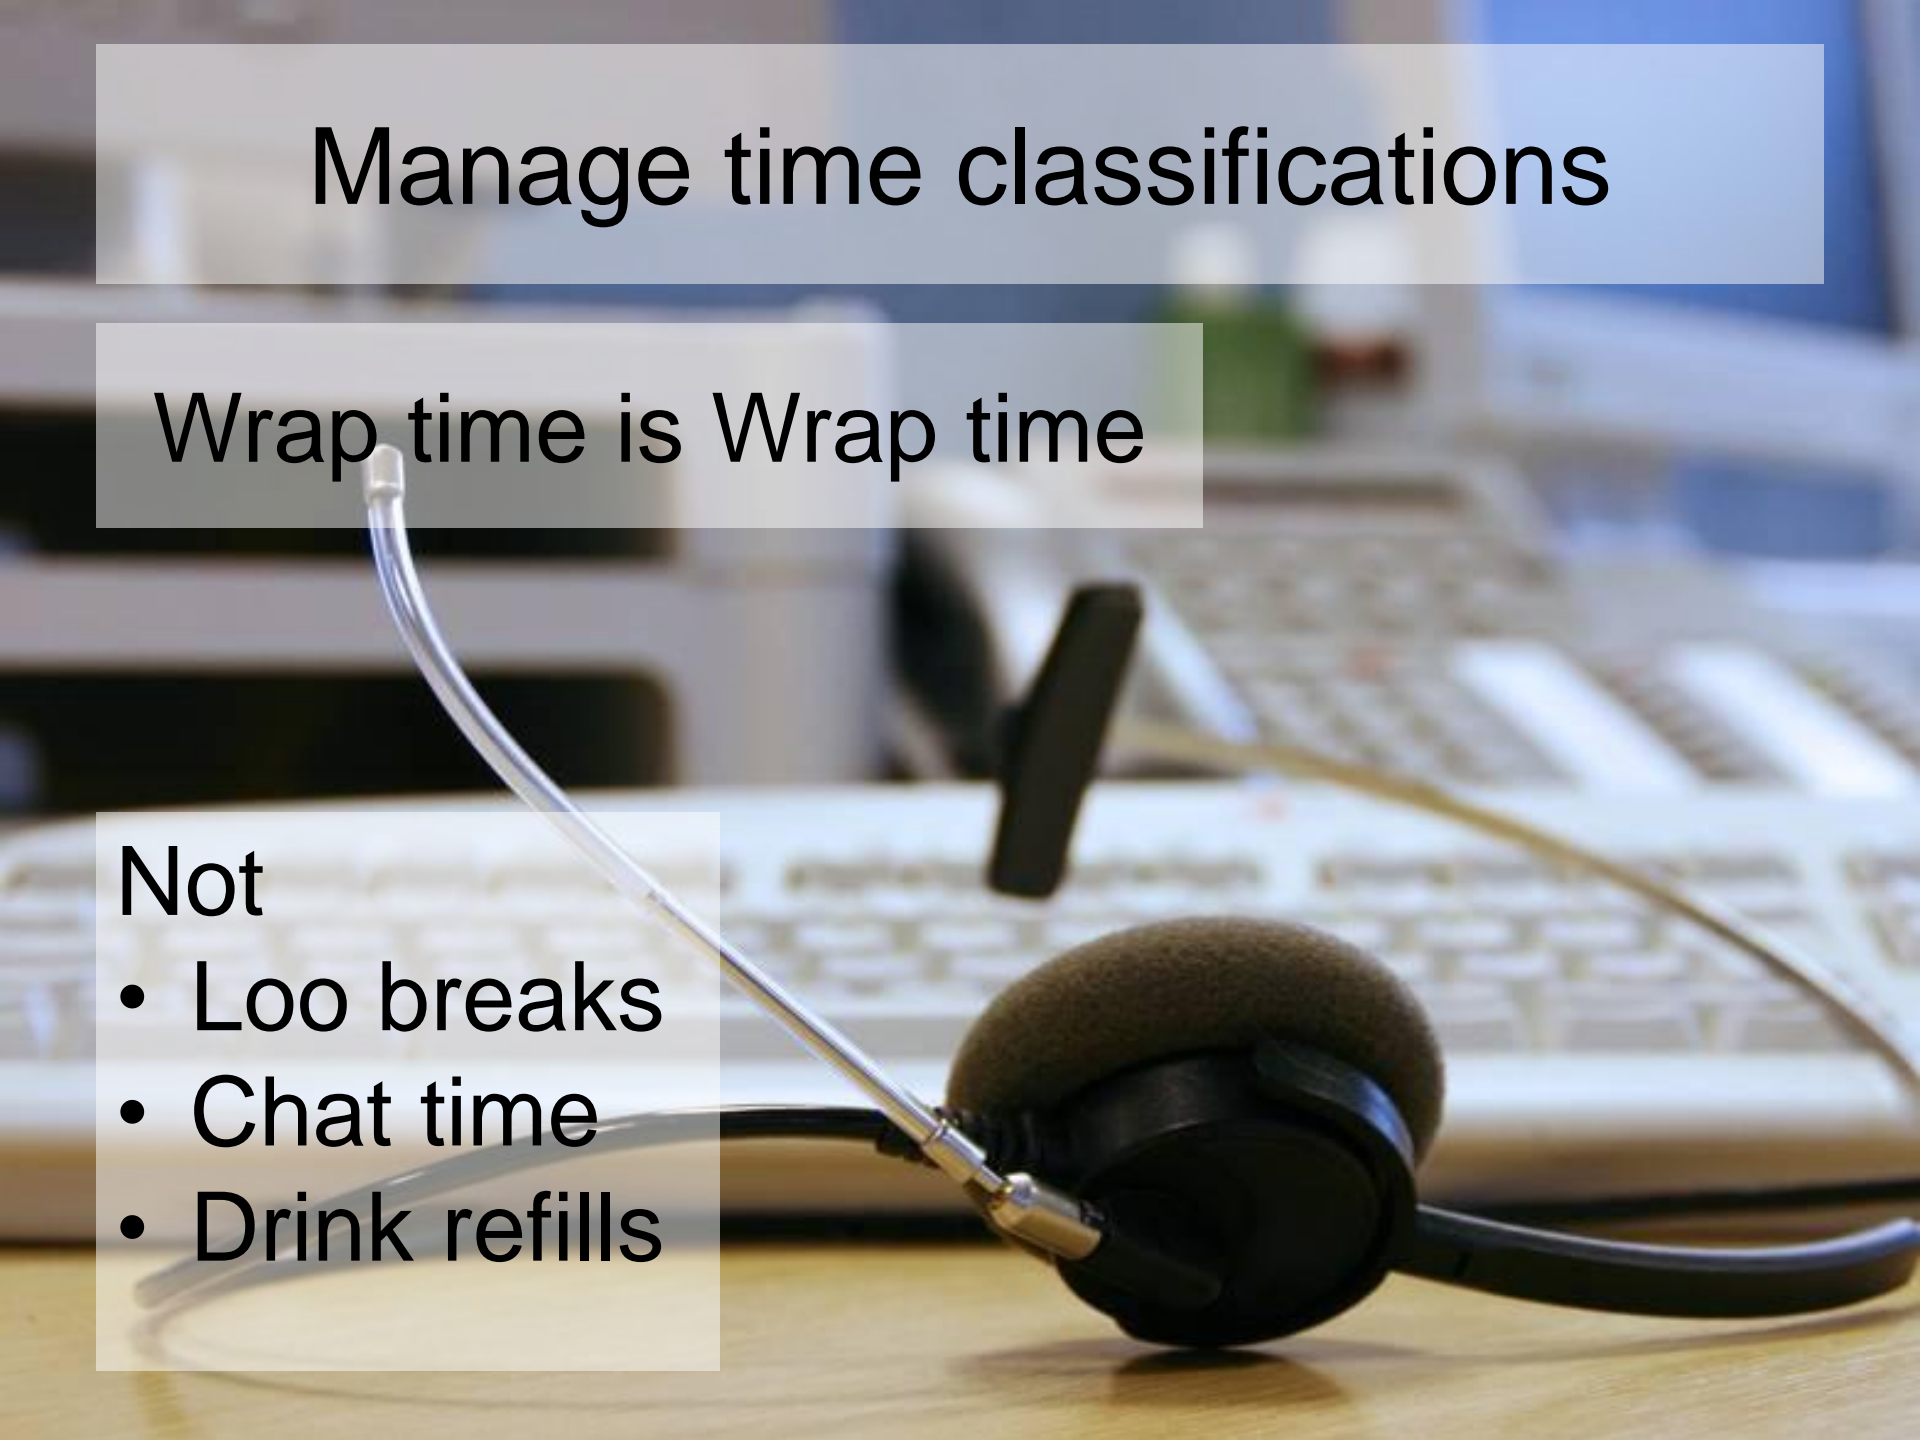 Manage time classifications
Wrap time is Wrap time
Not
• Loo breaks
• Chat time
• Drink refills